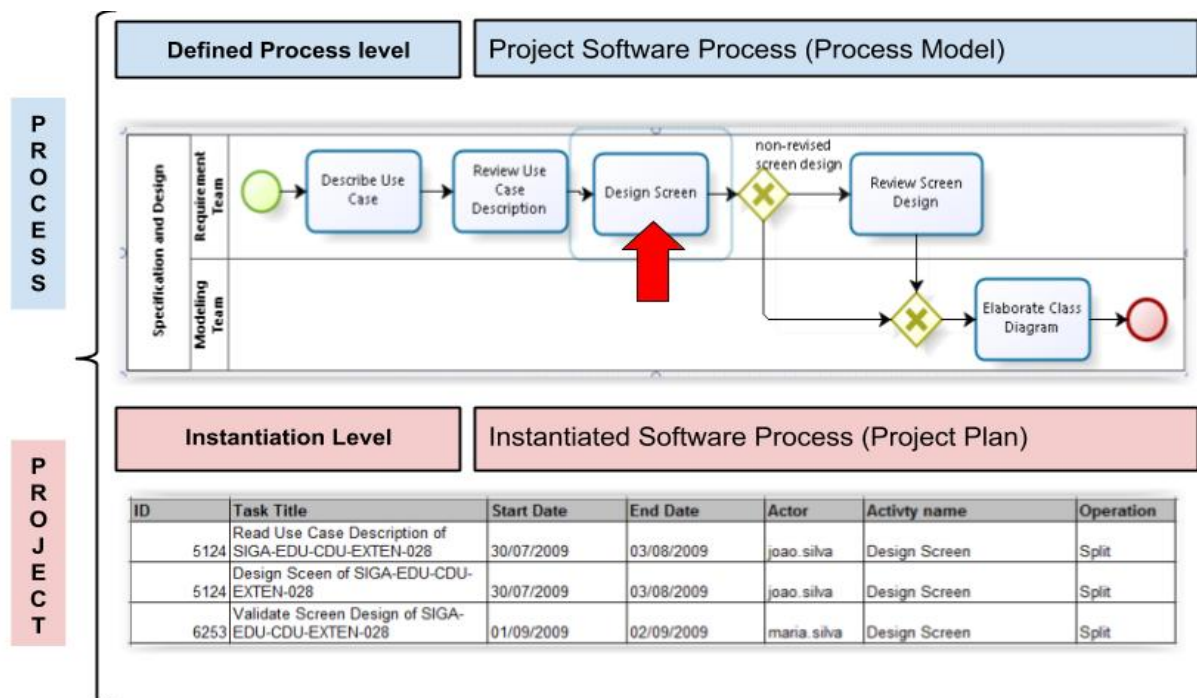 Defined Process level
Project Software Process (Process Model)
PROCESS
Specification and Design
Requirement
Team
Modeling
Team
Describe Use
Case
Review Use
Case
Description
Design Screen
non-revised
screen design
Review Screen
Design
Elaborate Class
Diagram
Instantiation Level
Instantiated Software Process (Project Plan)
PROJECT
ID Task Title Start Date End Date Actor Activty name Operation
Read Use Case Description of
5124 SIGA-EDU-CDU-EXTEN-028 30/07/2009 03/08/2009 joao.silva Design Screen Split
Design Sceen of SIGA-EDU-CDU-
5124 EXTEN-028 30/07/2009 03/08/2009 joao.silva Design Screen Split
Validate Screen Design of SIGA-
6253 EDU-CDU-EXTEN-028 01/09/2009 02/09/2009 maria.silva Design Screen Split